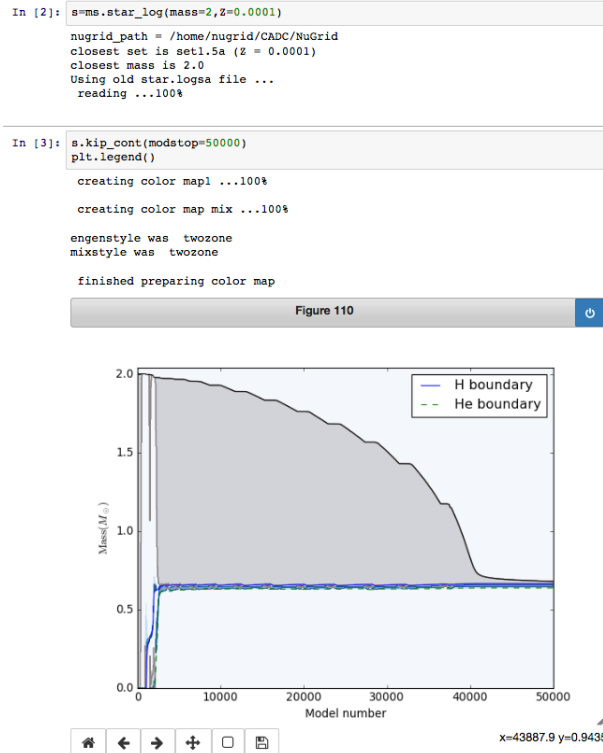 In [2]: s=ms.star_log(mass=2,Z=0.0001)
nugrid_path = /home/nugrid/CADC/NuGrid
closest set is set1.5a (Z = 0.0001)
closest mass is 2.0
Using old star.logsa file ...
reading ...100%
In [3]: s.kip_cont(modstop=50000)
plt.legend()
creating color map1 ...100%
creating color map mix ...100%
engenstyle was  twozone
mixstyle was  twozone
finished preparing color map
Figure 110
2.0
H boundary
He boundary
1.5
Mass(M⊙)
1.0
0.5
0.0
0 10000 20000 30000 40000 50000
Model number
x=43887.9 y=0.9435